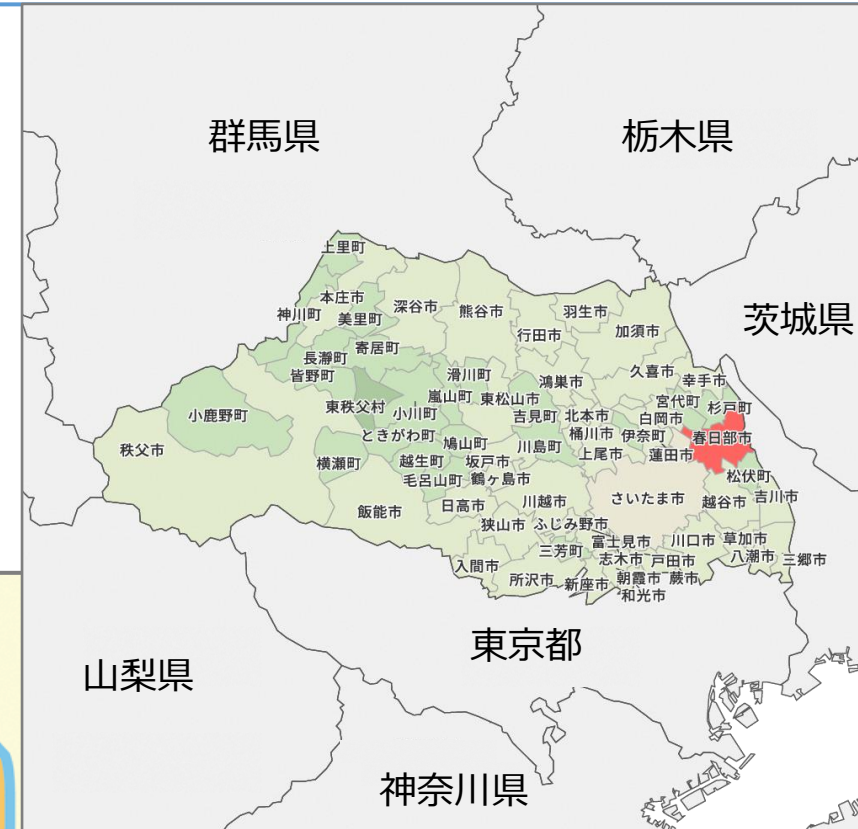 群馬県
栃木県
茨城県
上里町
本庄市
神川町
美里町
深谷市
熊谷市
羽生市
行田市
加須市
長瀞町
寄居町
皆野町
滑川町
鴻巣市
久喜市
幸手市
宮代町
杉戸町
小鹿野町
東秩父村
小川町
嵐山町
東松山市
吉見町
北本市
白岡市
秩父市
ときがわ町
鳩山町
川島町
桶川市
伊奈町
春日部市
横瀬町
越生町
坂戸市
上尾市
蓮田市
毛呂山町
鶴ヶ島市
松伏町
飯能市
日高市
川越市
さいたま市
越谷市
吉川市
狭山市
ふじみ野市
三芳町
富士見市
川口市
草加市
入間市
志木市
戸田市
八潮市
三郷市
所沢市
新座市
朝霞市
蕨市
和光市
東京都
山梨県
神奈川県